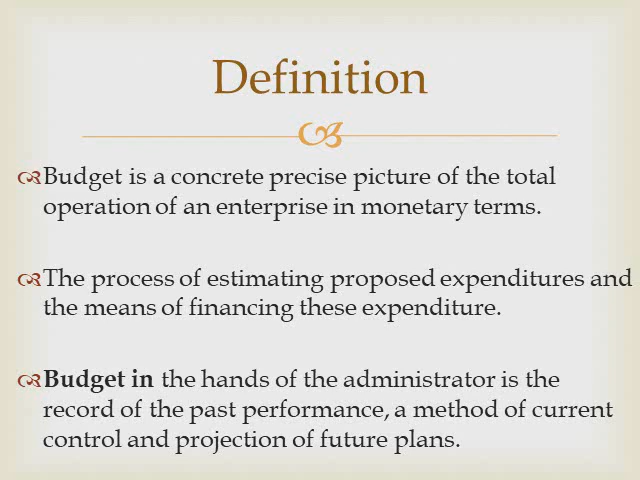 Definition
Budget is a concrete precise picture of the total
operation of an enterprise in monetary terms.
The process of estimating proposed expenditures and
the means of financing these expenditure.
Budget in the hands of the administrator is the
record of the past performance, a method of current
control and projection of future plans.